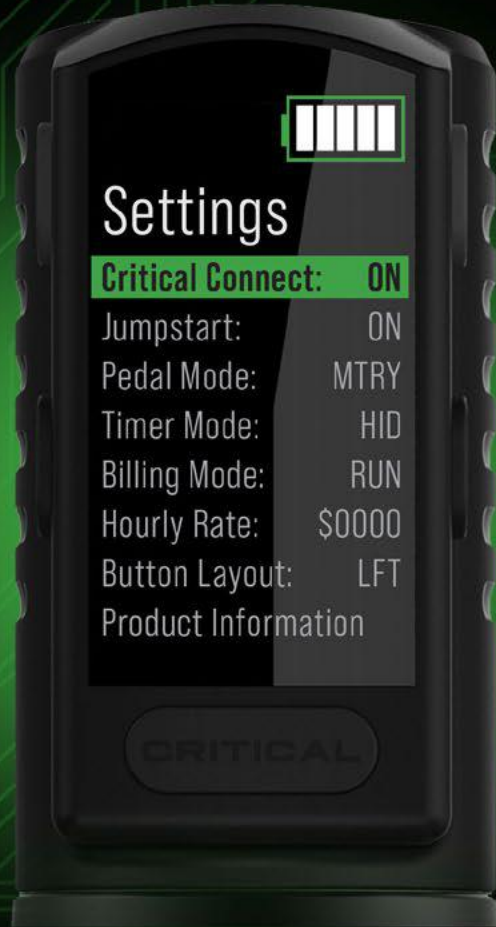 Settings
Critical Connect: ON
Jumpstart: ON
Pedal Mode: MTRY
Timer Mode: HID
Billing Mode: RUN
Hourly Rate: $0000
Button Layout: LFT
Product Information
CRITICAL